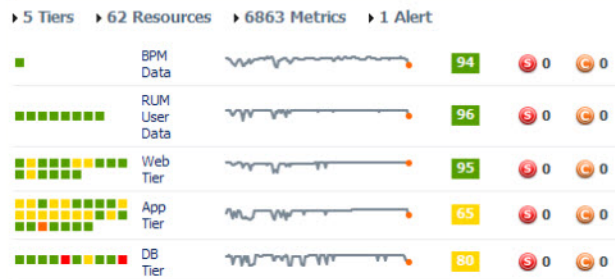 5 Tiers 62 Resources 6863 Metrics 1 Alert
BPM
Data
94 S 0 C 0
RUM
User
Data
96 S 0 C 0
Web
Tier
95 S 0 C 0
App
Tier
65 S 0 C 0
DB
Tier
80 S 0 C 0